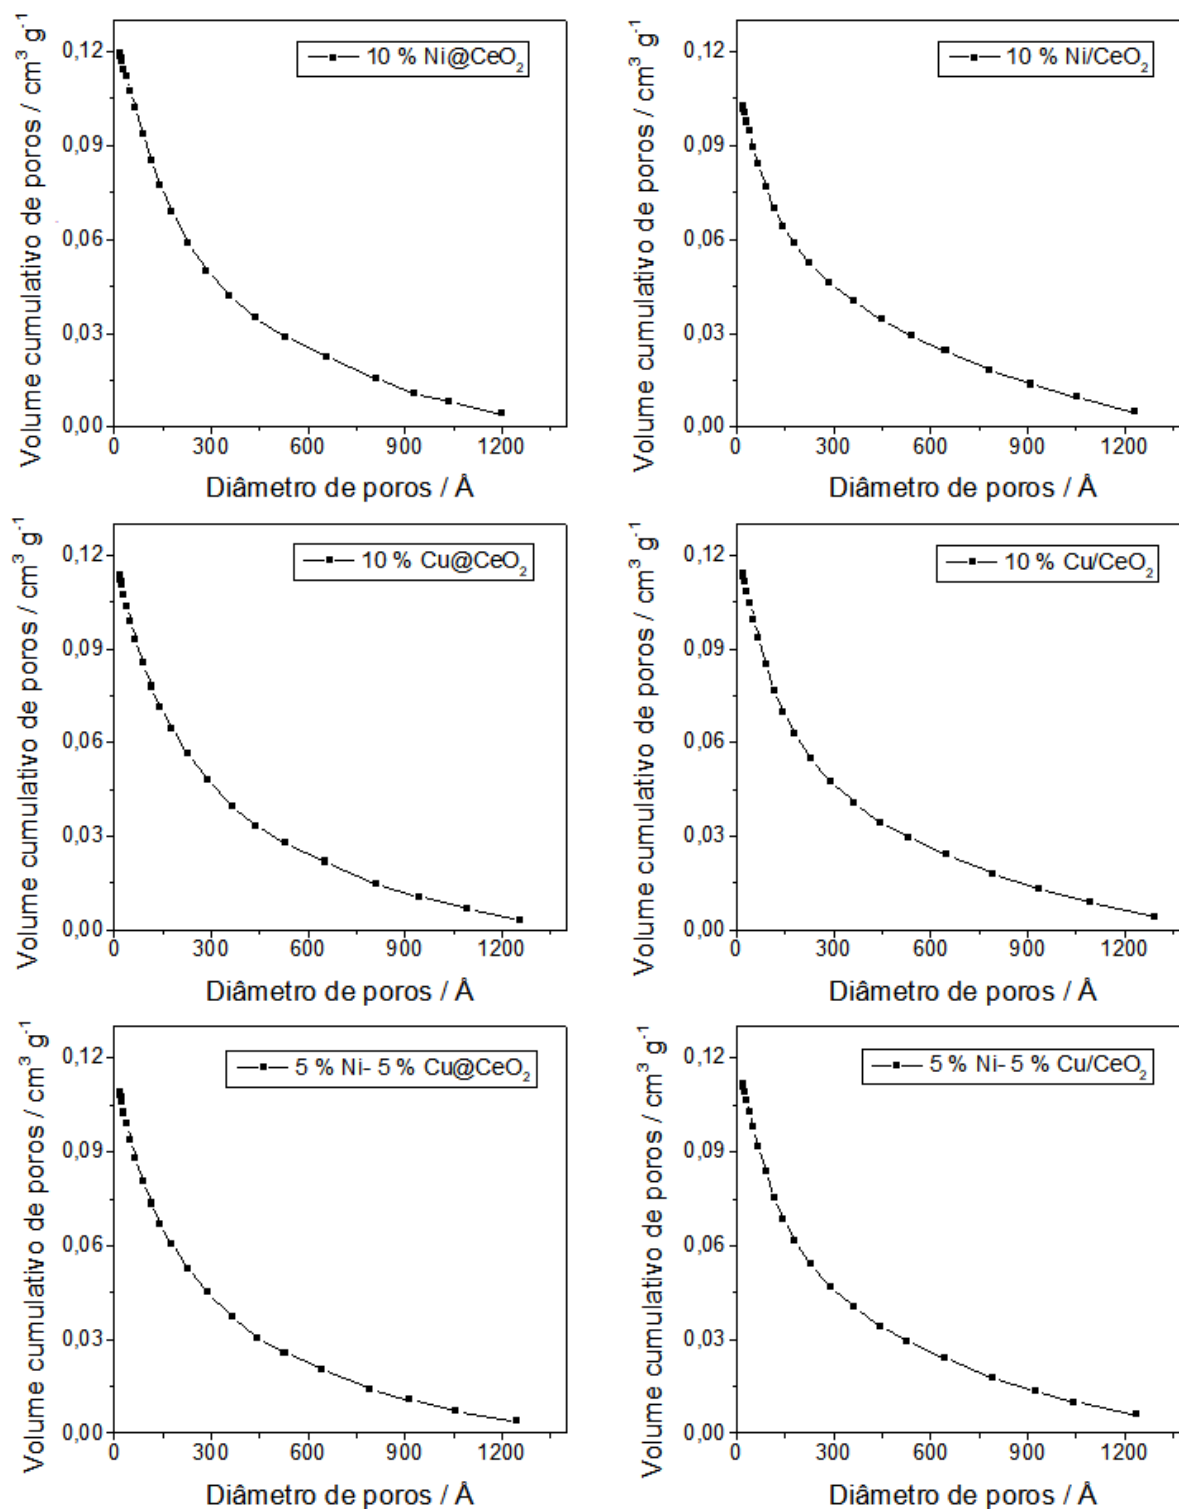 10 % Ni@CeO₂
Volume cumulativo de poros / cm³ g⁻¹
0,12
0,09
0,06
0,03
0,00
0 300 600 900 1200
Diâmetro de poros / Å
10 % Ni/CeO₂
Volume cumulativo de poros / cm³ g⁻¹
0,12
0,09
0,06
0,03
0,00
0 300 600 900 1200
Diâmetro de poros / Å
10 % Cu@CeO₂
Volume cumulativo de poros / cm³ g⁻¹
0,12
0,09
0,06
0,03
0,00
0 300 600 900 1200
Diâmetro de poros / Å
10 % Cu/CeO₂
Volume cumulativo de poros / cm³ g⁻¹
0,12
0,09
0,06
0,03
0,00
0 300 600 900 1200
Diâmetro de poros / Å
5 % Ni- 5 % Cu@CeO₂
Volume cumulativo de poros / cm³ g⁻¹
0,12
0,09
0,06
0,03
0,00
0 300 600 900 1200
Diâmetro de poros / Å
5 % Ni- 5 % Cu/CeO₂
Volume cumulativo de poros / cm³ g⁻¹
0,12
0,09
0,06
0,03
0,00
0 300 600 900 1200
Diâmetro de poros / Å